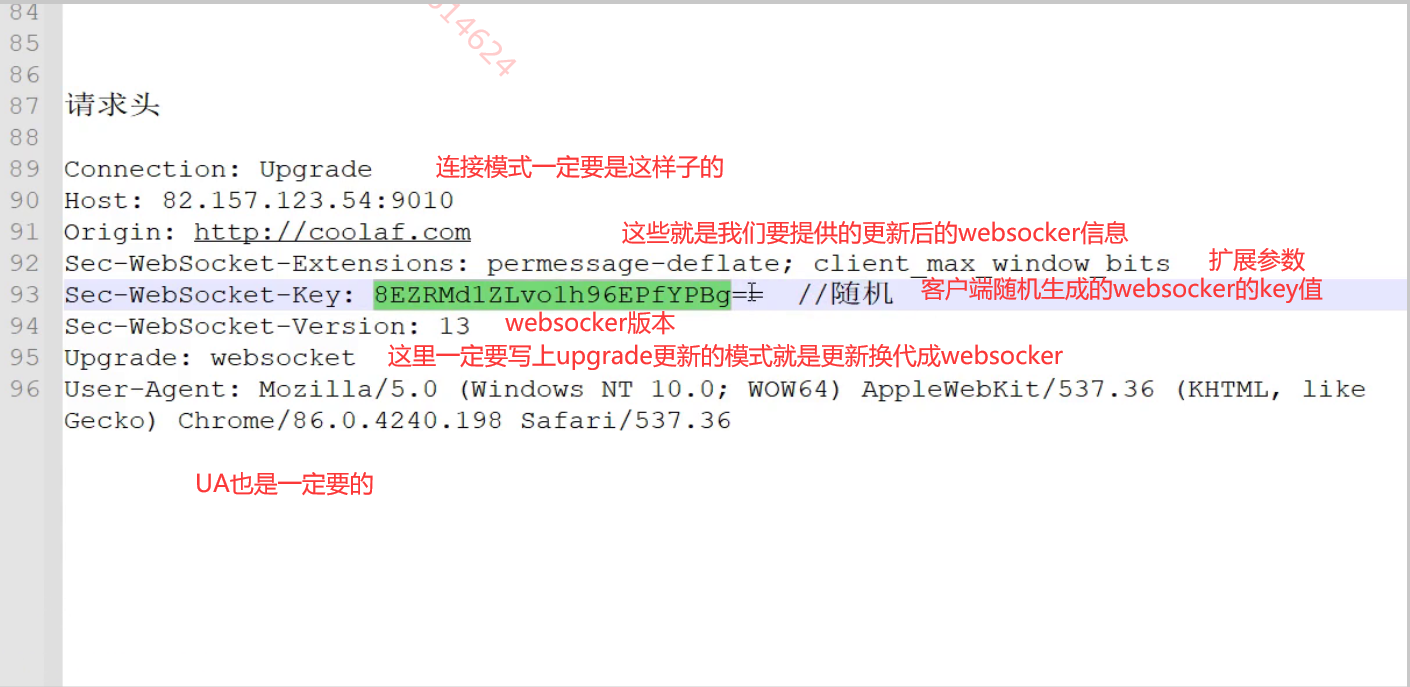 14624
84
85
86
87 请求头
88
89 Connection: Upgrade 连接模式一定要是这样子的
90 Host: 82.157.123.54:9010
91 Origin: http://coolaf.com 这些就是我们要提供的更新后的websocker信息
92 Sec-WebSocket-Extensions: permessage-deflate; client_max_window_bits 扩展参数
93 Sec-WebSocket-Key: 8EZRMd1ZLvo1h96EPfYPBg== //随机 客户端随机生成的websocker的key值
94 Sec-WebSocket-Version: 13 websocker版本
95 Upgrade: websocket 这里一定要写上upgrade更新的模式就是更新换代成websocker
96 User-Agent: Mozilla/5.0 (Windows NT 10.0; WOW64) AppleWebKit/537.36 (KHTML, like
Gecko) Chrome/86.0.4240.198 Safari/537.36
UA也是一定要的